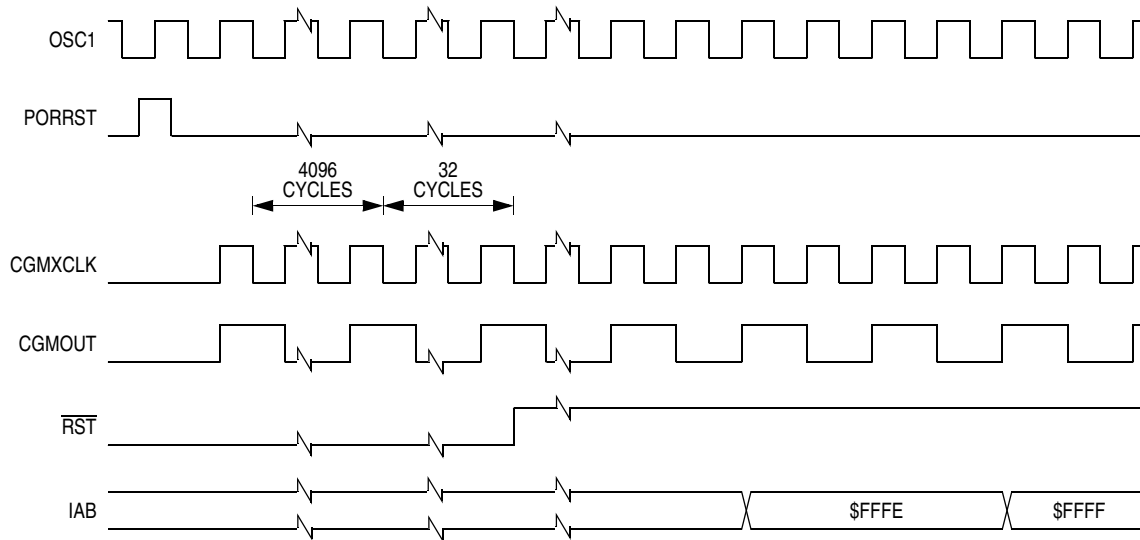 OSC1
PORRST
4096
CYCLES
32
CYCLES
CGMXCLK
CGMOUT
RST
IAB
$FFFE
$FFFF